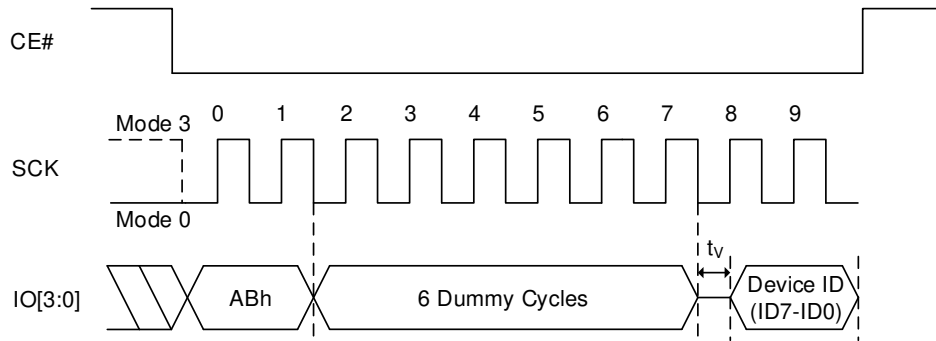 CE#
Mode 3
0 1 2 3 4 5 6 7 8 9
SCK
Mode 0
tV
IO[3:0]
ABh
6 Dummy Cycles
Device ID
(ID7-ID0)